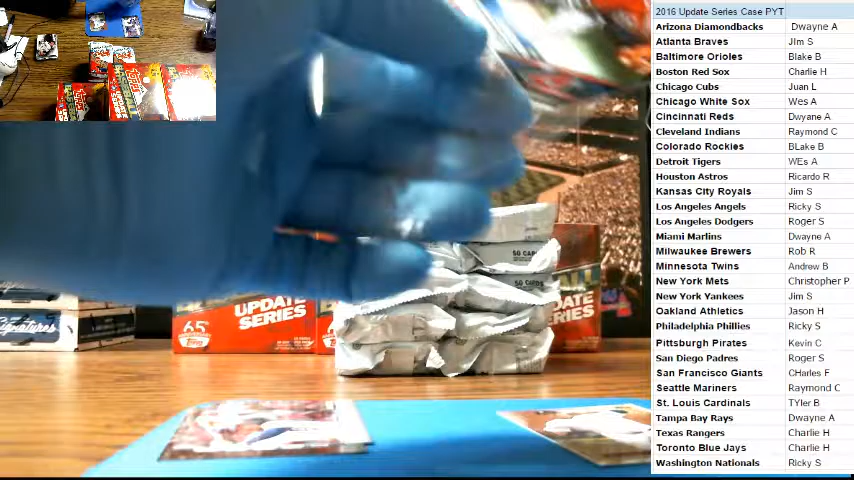 2016 Update Series Case PYT
Arizona Diamondbacks Dwayne A
Atlanta Braves JIm S
Baltimore Orioles Blake B
Boston Red Sox Charlie H
Chicago Cubs Juan L
Chicago White Sox Wes A
Cincinnati Reds Dwyane A
Cleveland Indians Raymond C
Colorado Rockies BLake B
Detroit Tigers WEs A
Houston Astros Ricardo R
Kansas City Royals Jim S
Los Angeles Angels Ricky S
Los Angeles Dodgers Roger S
Miami Marlins Dwayne A
Milwaukee Brewers Rob R
Minnesota Twins Andrew B
New York Mets Christopher P
New York Yankees Jim S
Oakland Athletics Jason H
Philadelphia Phillies Ricky S
Pittsburgh Pirates Kevin C
San Diego Padres Roger S
San Francisco Giants CHarles F
Seattle Mariners Raymond C
St. Louis Cardinals TYler B
Tampa Bay Rays Dwayne A
Texas Rangers Charlie H
Toronto Blue Jays Charlie H
Washington Nationals Ricky S
50 CARDS
50 CARDS
UPDATE
SERIES
65
Signatures